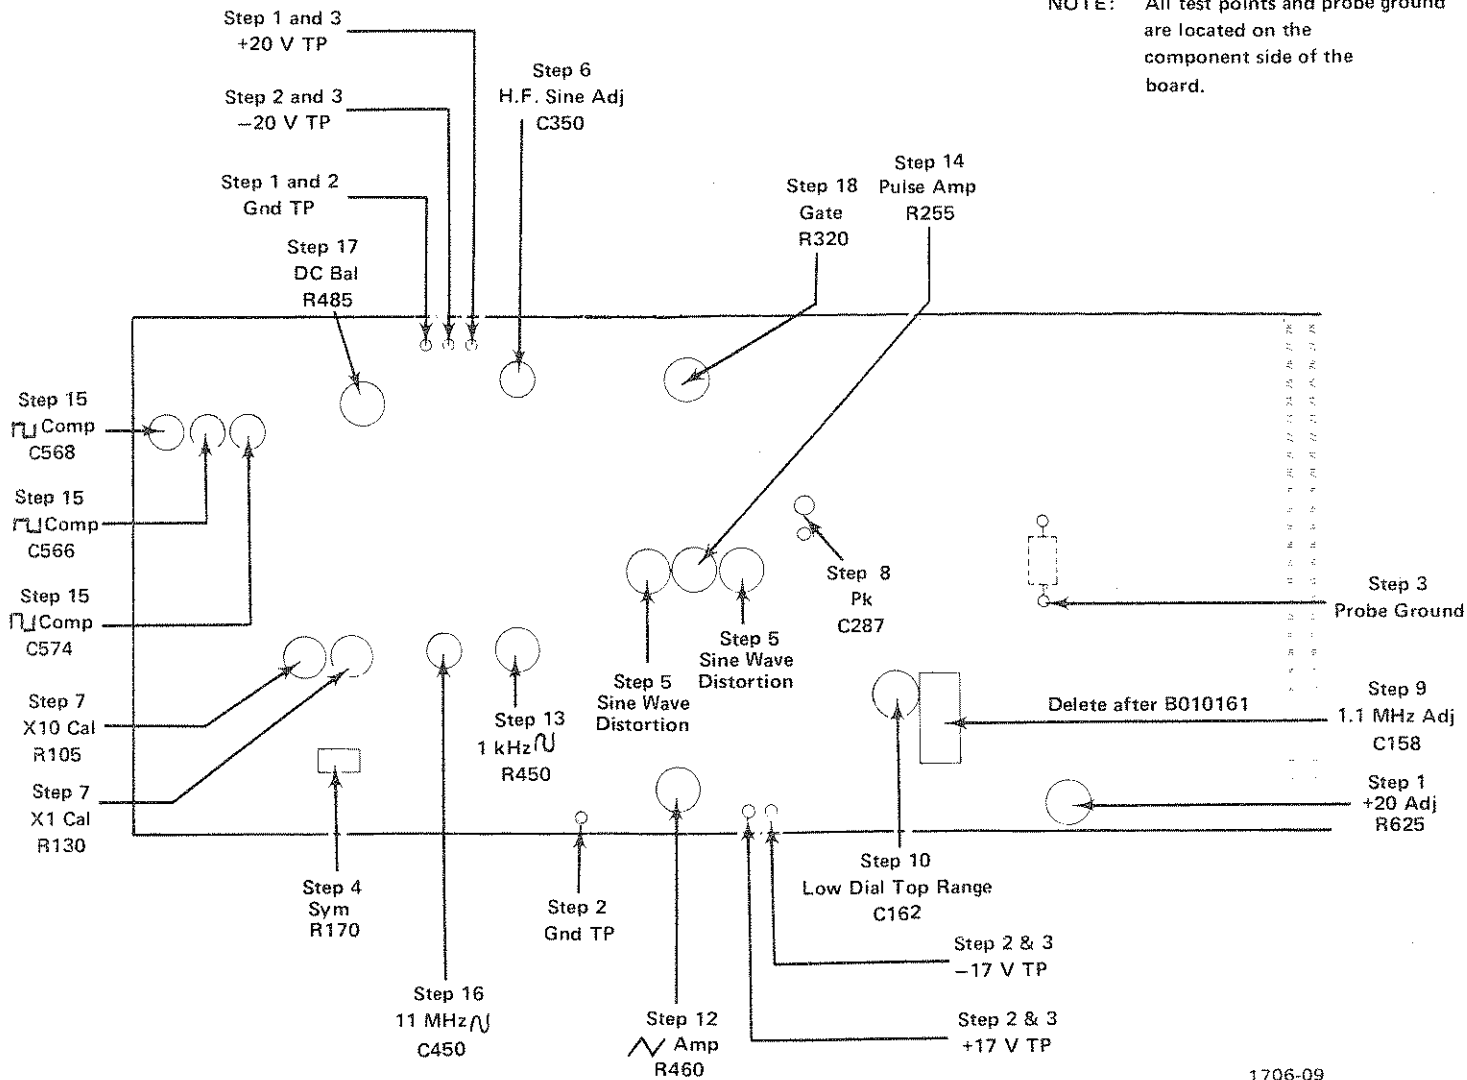 NOTE: All test points and probe ground
are located on the
component side of the
board.
Step 1 and 3
+20 V TP
Step 2 and 3
−20 V TP
Step 1 and 2
Gnd TP
Step 17
DC Bal
R485
Step 6
H.F. Sine Adj
C350
Step 18
Gate
R320
Step 14
Pulse Amp
R255
Step 15
Comp
C568
Step 15
Comp
C566
Step 15
Comp
C574
Step 7
X10 Cal
R105
Step 7
X1 Cal
R130
Step 8
Pk
C287
Step 5
Sine Wave
Distortion
Step 5
Sine Wave
Distortion
Step 13
1 kHz
R450
Step 3
Probe Ground
Delete after B010161
Step 9
1.1 MHz Adj
C158
Step 1
+20 Adj
R625
Step 4
Sym
R170
Step 2
Gnd TP
Step 10
Low Dial Top Range
C162
Step 2 & 3
−17 V TP
Step 16
11 MHz
C450
Step 12
Amp
R460
Step 2 & 3
+17 V TP
1706-09